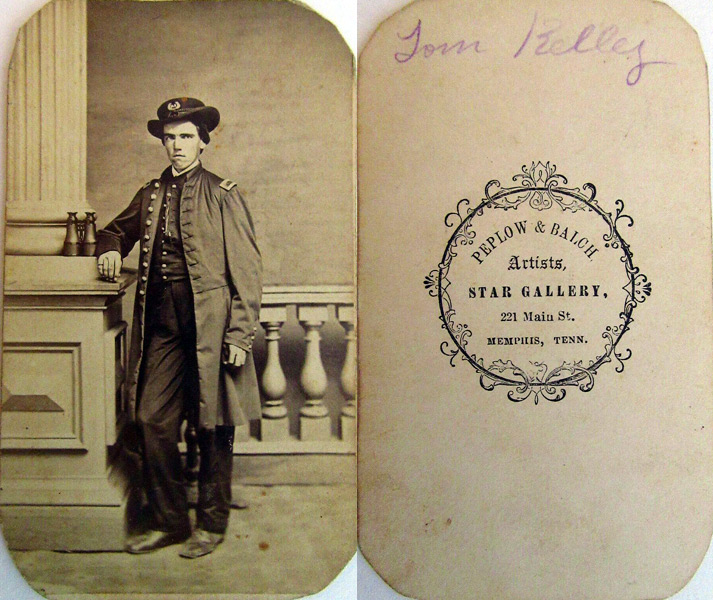 Tom Kelley
PEPLOW & BALCH
Artists,
STAR GALLERY,
221 Main St.
MEMPHIS, TENN.